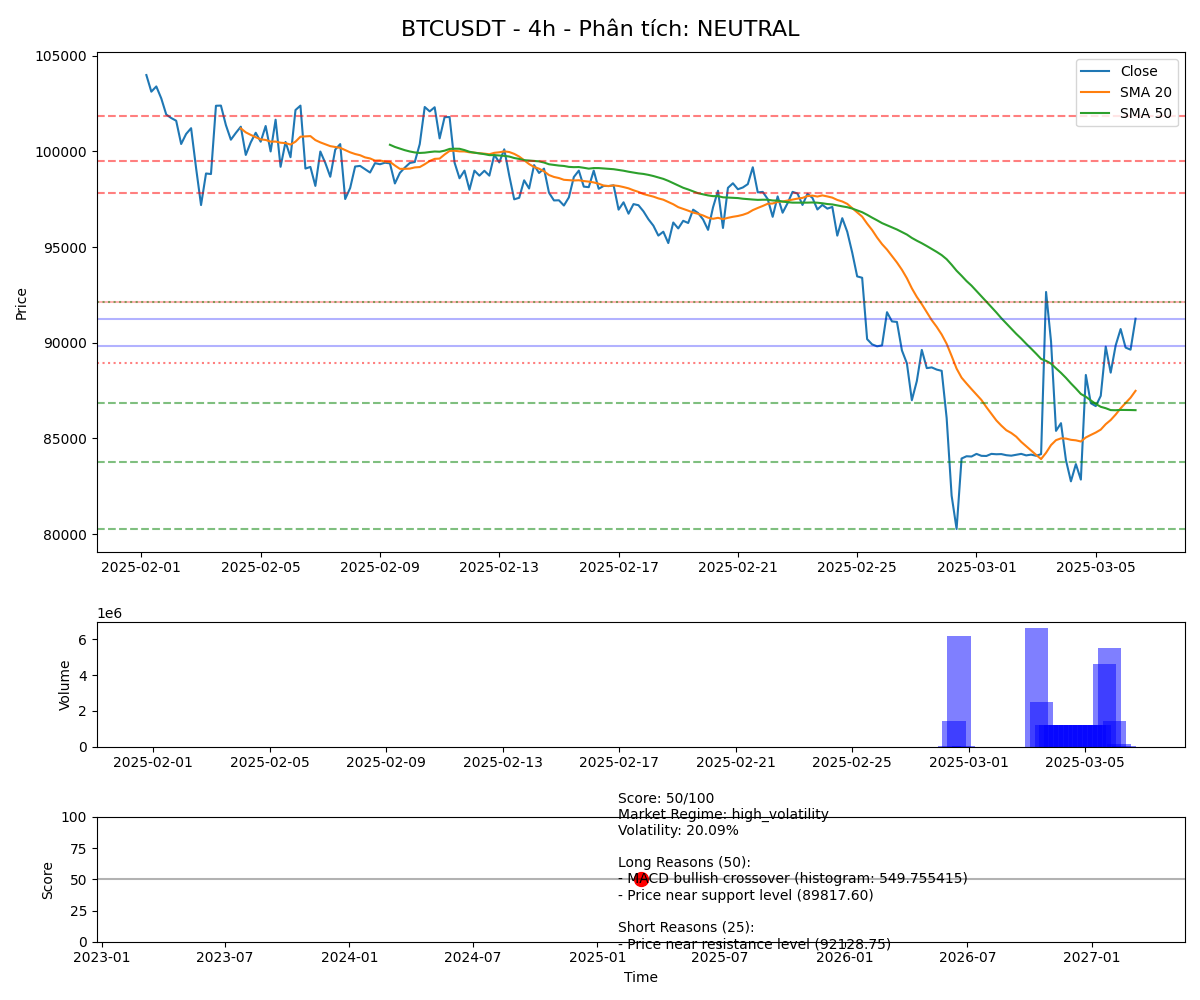 BTCUSDT - 4h - Phân tích: NEUTRAL
Close
SMA 20
SMA 50
Price
105000
100000
95000
90000
85000
80000
2025-02-01 2025-02-05 2025-02-09 2025-02-13 2025-02-17 2025-02-21 2025-02-25 2025-03-01 2025-03-05
1e6
Volume
6
4
2
0
2025-02-01 2025-02-05 2025-02-09 2025-02-13 2025-02-17 2025-02-21 2025-02-25 2025-03-01 2025-03-05
Score: 50/100
Market Regime: high_volatility
Volatility: 20.09%
Long Reasons (50):
- MACD bullish crossover (histogram: 549.755415)
- Price near support level (89817.60)
Short Reasons (25):
- Price near resistance level (92128.75)
Score
100
75
50
25
0
2023-01 2023-07 2024-01 2024-07 2025-01 2025-07 2026-01 2026-07 2027-01
Time